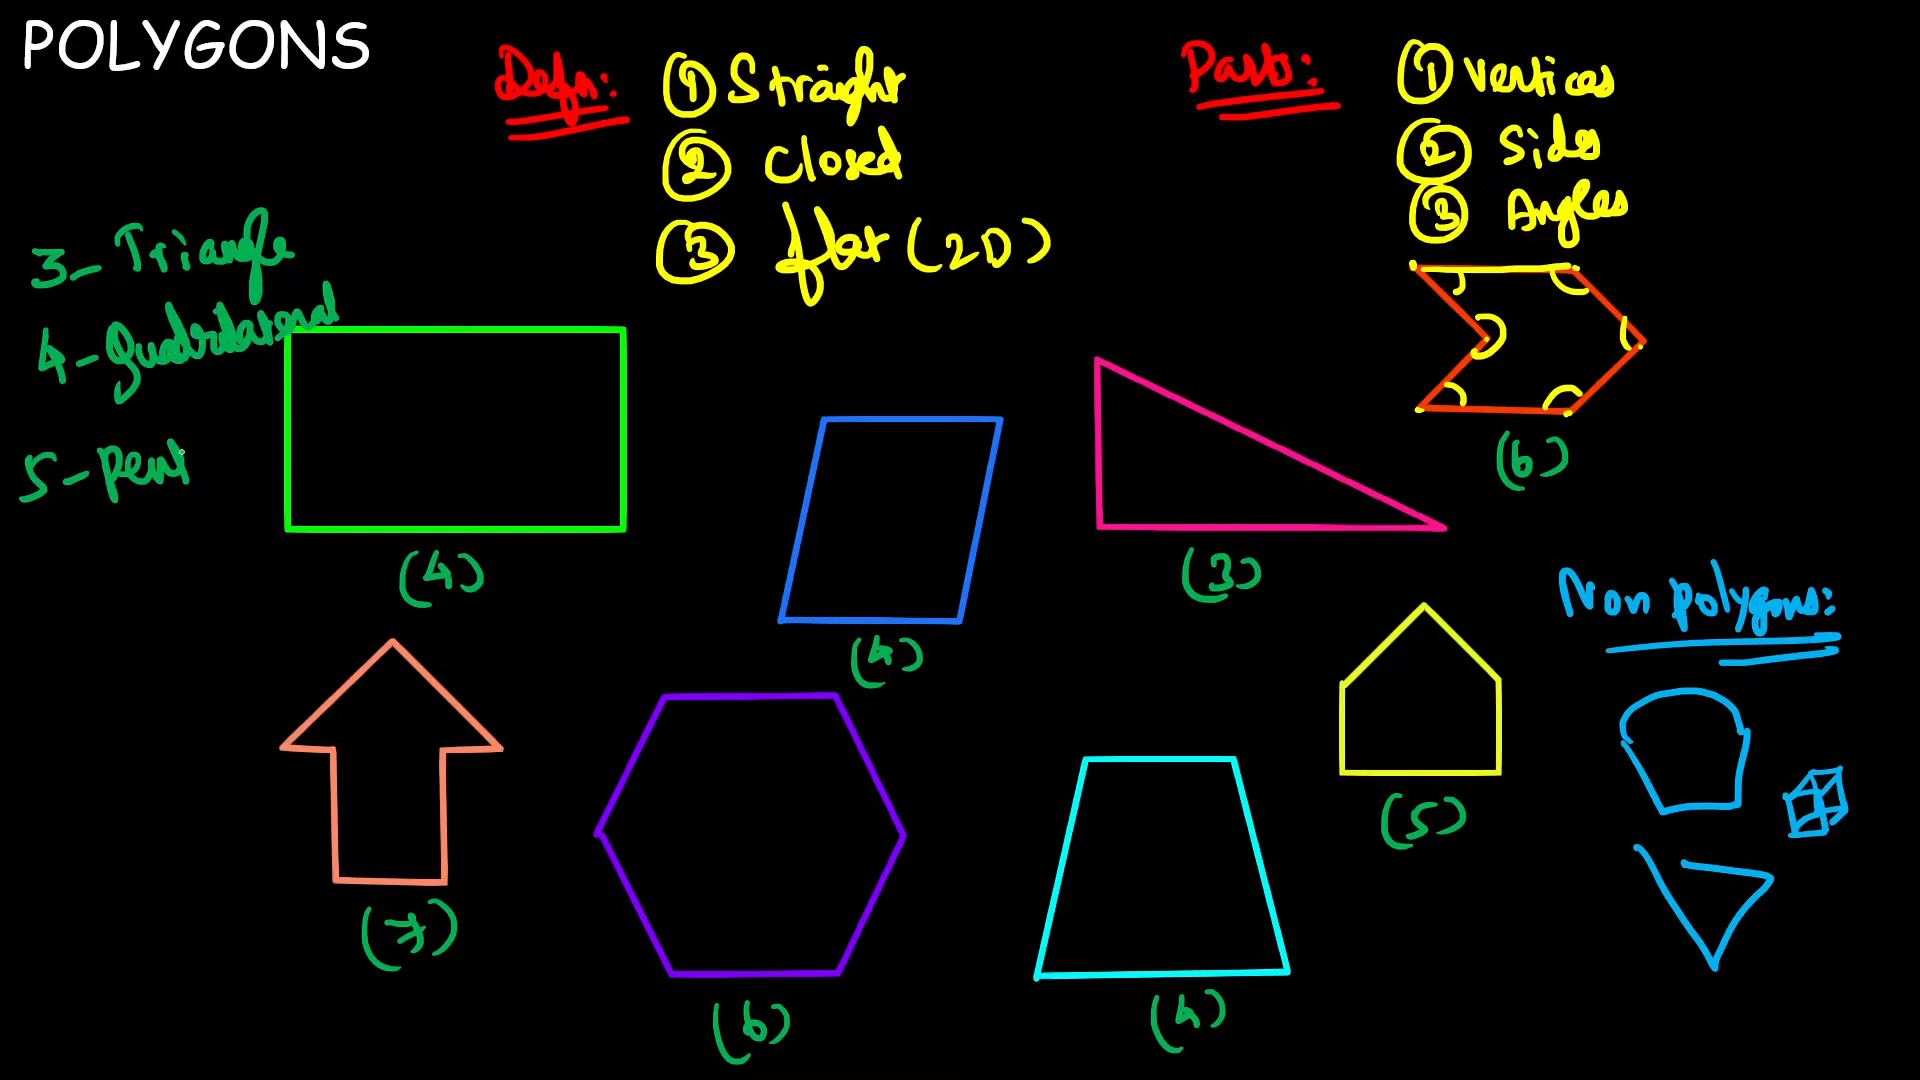 POLYGONS
Defn:
① Straight
② Closed
③ flat (2D)
Parts:
① Vertices
② Sides
③ Angles
3- Triangle
4- Quadrilateral
5- pent
(6)
(4)
(3)
(4)
Non polygons:
(5)
(7)
(6)
(4)